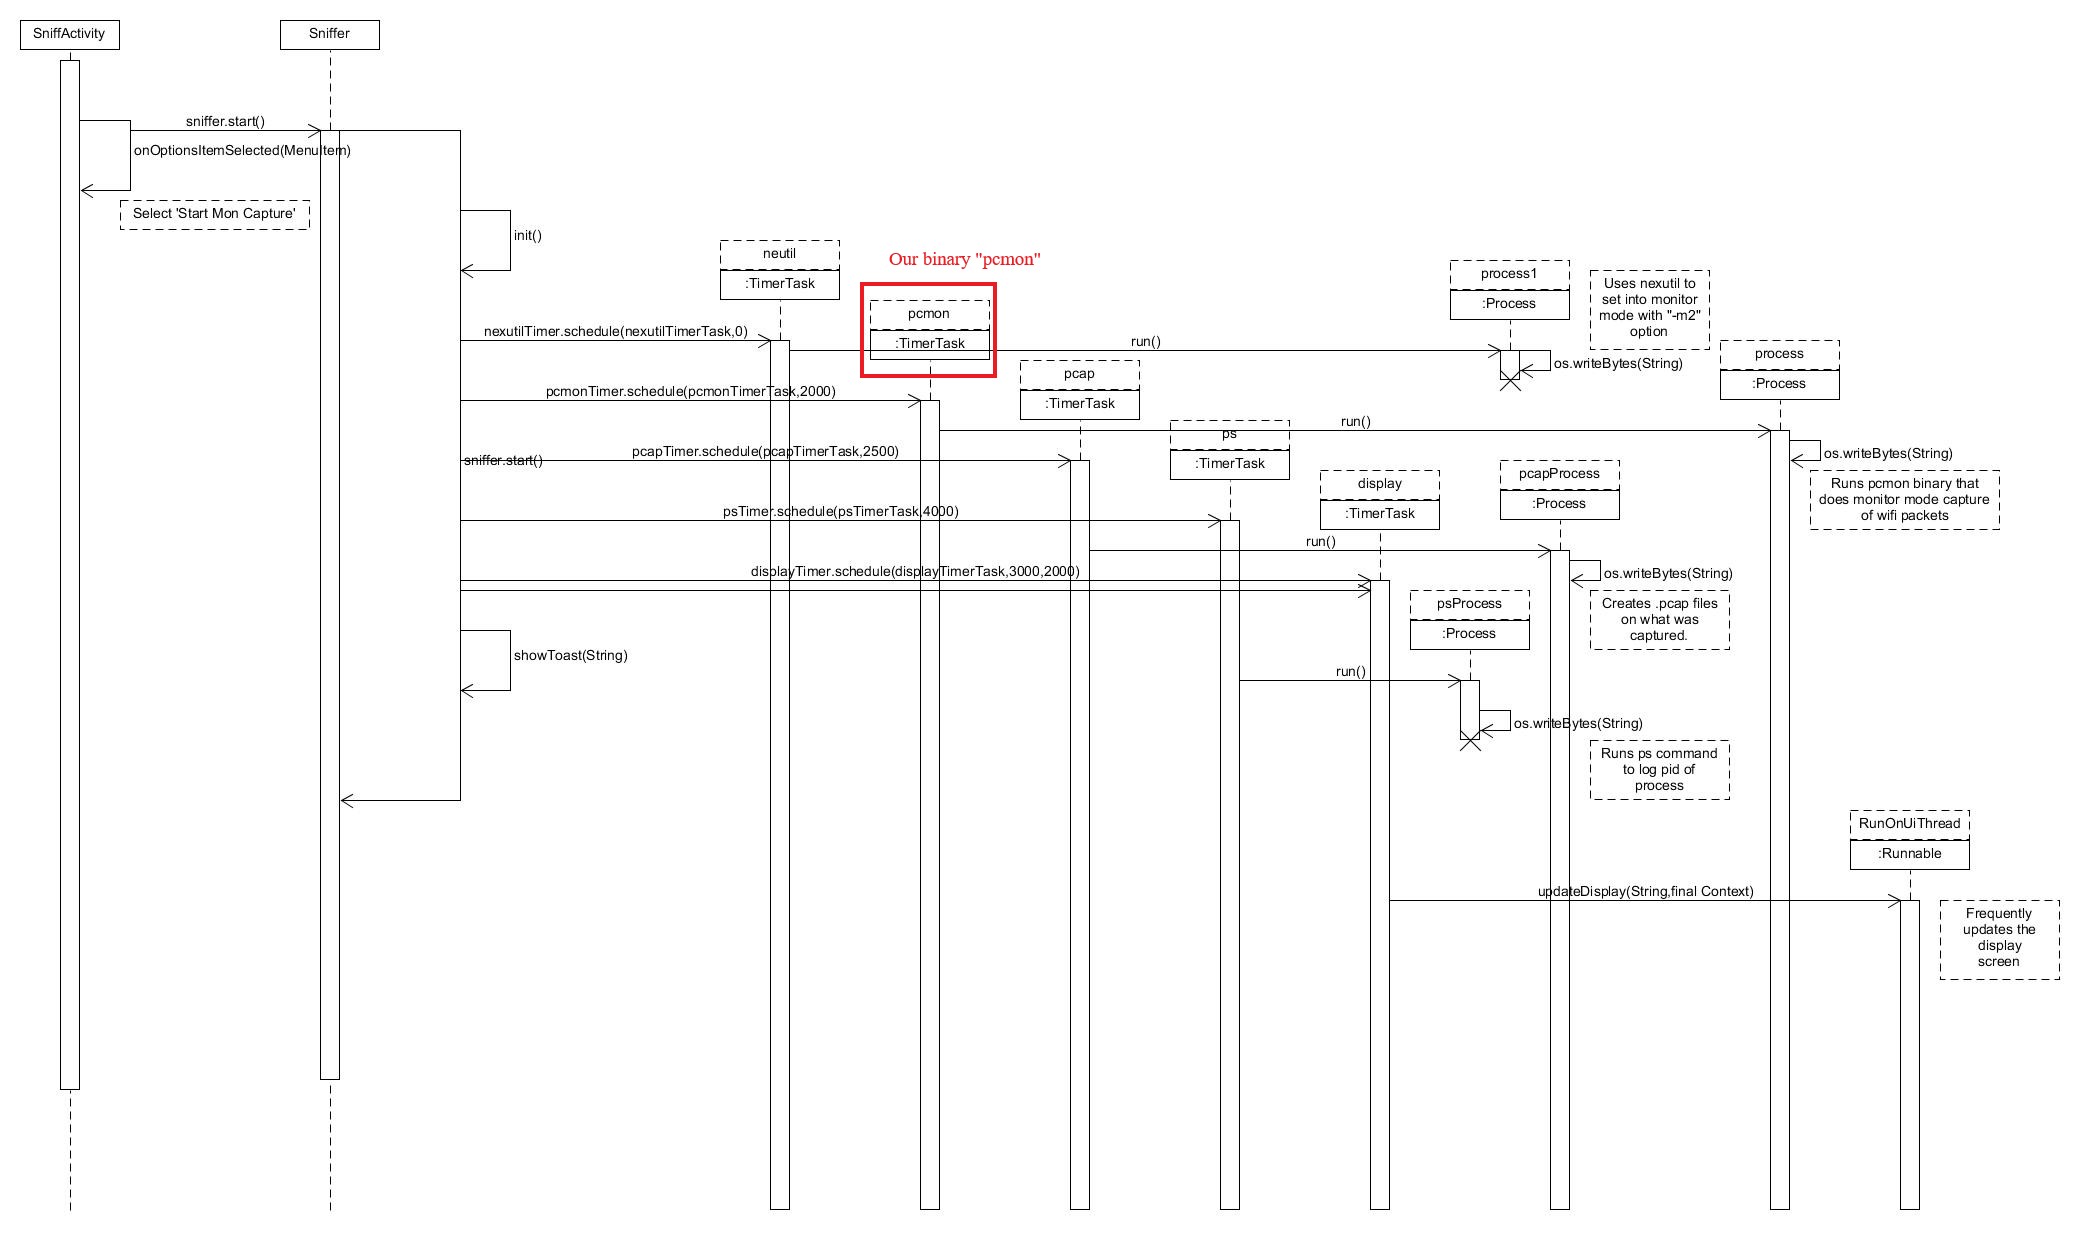 SniffActivity
Sniffer
sniffer.start()
onOptionsItemSelected(MenuItem)
Select 'Start Mon Capture'
init()
neutil
:TimerTask
Our binary "pcmon"
pcmon
:TimerTask
process1
:Process
Uses nexutil to
set into monitor
mode with "-m2"
option
nexutilTimer.schedule(nexutilTimerTask,0)
run()
os.writeBytes(String)
process
:Process
pcap
:TimerTask
pcmonTimer.schedule(pcmonTimerTask,2000)
run()
ps
:TimerTask
os.writeBytes(String)
pcapTimer.schedule(pcapTimerTask,2500)
sniffer.start()
display
:TimerTask
pcapProcess
:Process
Runs pcmon binary that
does monitor mode capture
of wifi packets
psTimer.schedule(psTimerTask,4000)
run()
displayTimer.schedule(displayTimerTask,3000,2000)
os.writeBytes(String)
psProcess
:Process
Creates .pcap files
on what was
captured.
showToast(String)
run()
os.writeBytes(String)
Runs ps command
to log pid of
process
RunOnUiThread
:Runnable
updateDisplay(String,final Context)
Frequently
updates the
display
screen